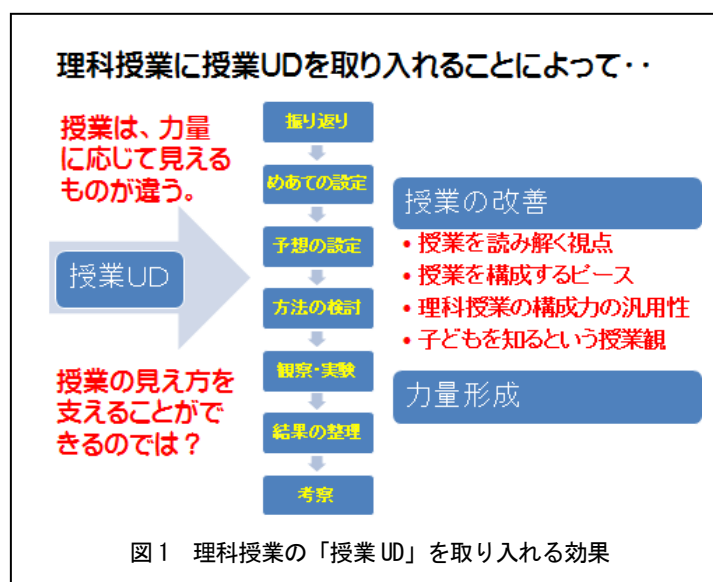 理科授業に授業UDを取り入れることによって・・
授業は、力量
に応じて見える
ものが違う。
授業UD
授業の見え方を
支えることがで
きるのでは？
振り返り
めあての設定
予想の設定
方法の検討
観察・実験
結果の整理
考察
授業の改善
• 授業を読み解く視点
• 授業を構成するピース
• 理科授業の構成力の汎用性
• 子どもを知るという授業観
力量形成
図１ 理科授業の「授業UD」を取り入れる効果